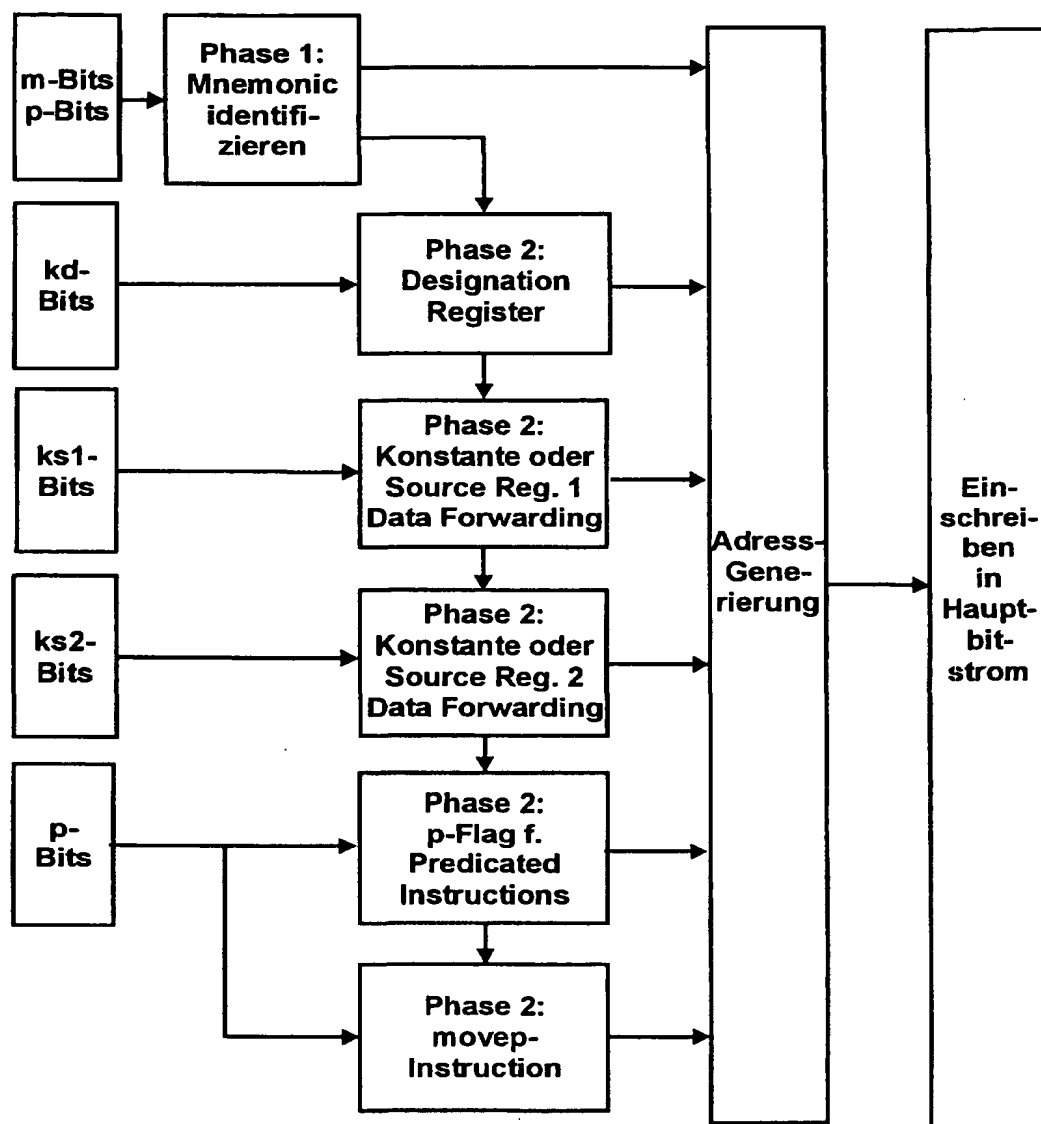 m-Bits
p-Bits
Phase 1:
Mnemonic
identifi-
zieren
kd-
Bits
Phase 2:
Designation
Register
ks1-
Bits
Phase 2:
Konstante oder
Source Reg. 1
Data Forwarding
ks2-
Bits
Phase 2:
Konstante oder
Source Reg. 2
Data Forwarding
p-
Bits
Phase 2:
p-Flag f.
Predicated
Instructions
Phase 2:
movep-
Instruction
Adress-
Gene-
rierung
Ein-
schrei-
ben
in
Haupt-
bit-
strom